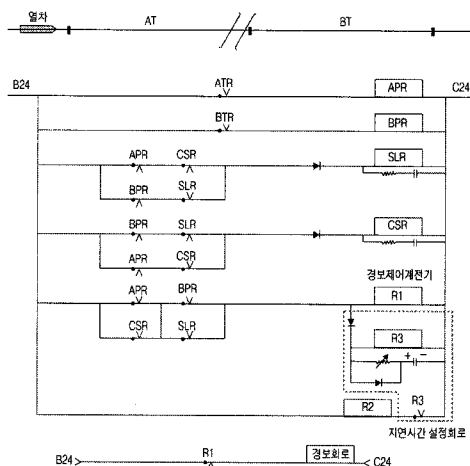 열차 AT BT
B24 ATR APR C24
BTR BPR
APR CSR SLR
BPR SLR
BPR SLR CSR
APR CSR
경보제어계전기
APR BPR R1
CSR SLR R3
+ −
R2 R3
지연시간 설정회로
B24 R1 경보회로 C24